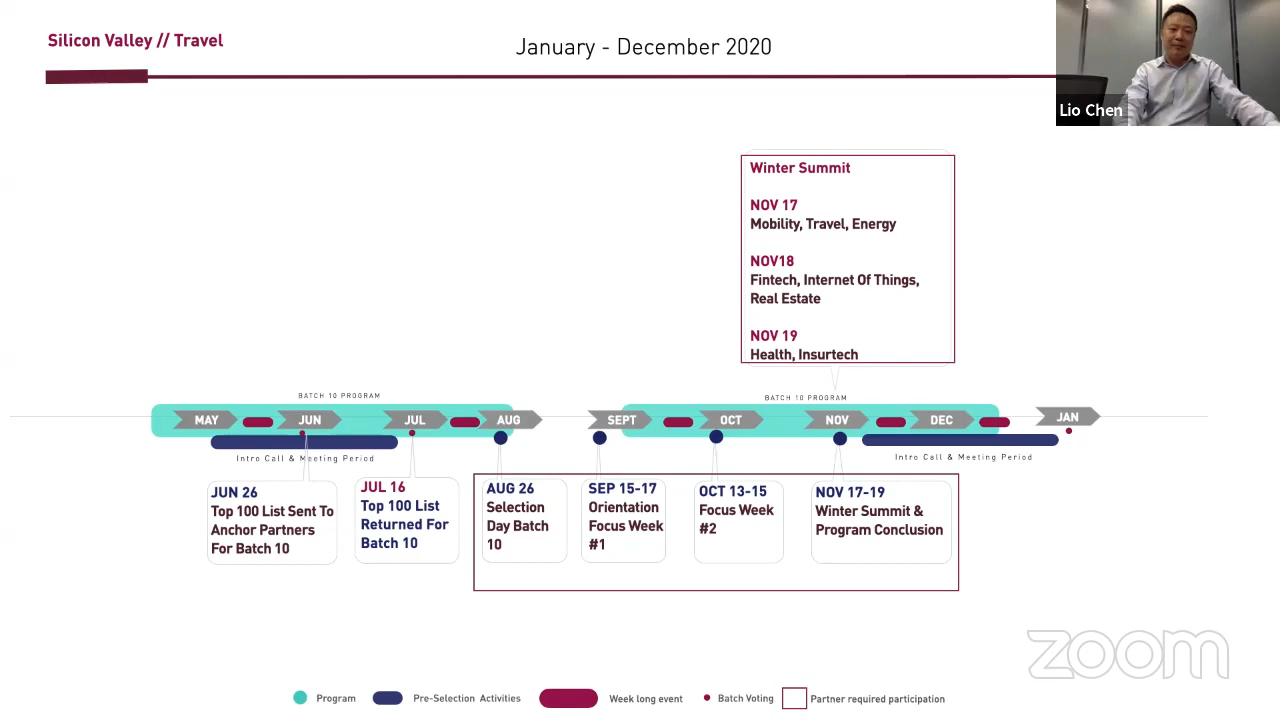 Silicon Valley // Travel
January - December 2020
Lio Chen
Winter Summit
NOV 17
Mobility, Travel, Energy
NOV18
Fintech, Internet Of Things,
Real Estate
NOV 19
Health, Insurtech
BATCH 10 PROGRAM
BATCH 10 PROGRAM
MAY
JUN
JUL
AUG
SEPT
OCT
NOV
DEC
JAN
Intro Call & Meeting Period
Intro Call & Meeting Period
JUN 26
Top 100 List Sent To
Anchor Partners
For Batch 10
JUL 16
Top 100 List
Returned For
Batch 10
AUG 26
Selection
Day Batch
10
SEP 15-17
Orientation
Focus Week
#1
OCT 13-15
Focus Week
#2
NOV 17-19
Winter Summit &
Program Conclusion
zoom
Program
Pre-Selection Activities
Week long event
Batch Voting
Partner required participation